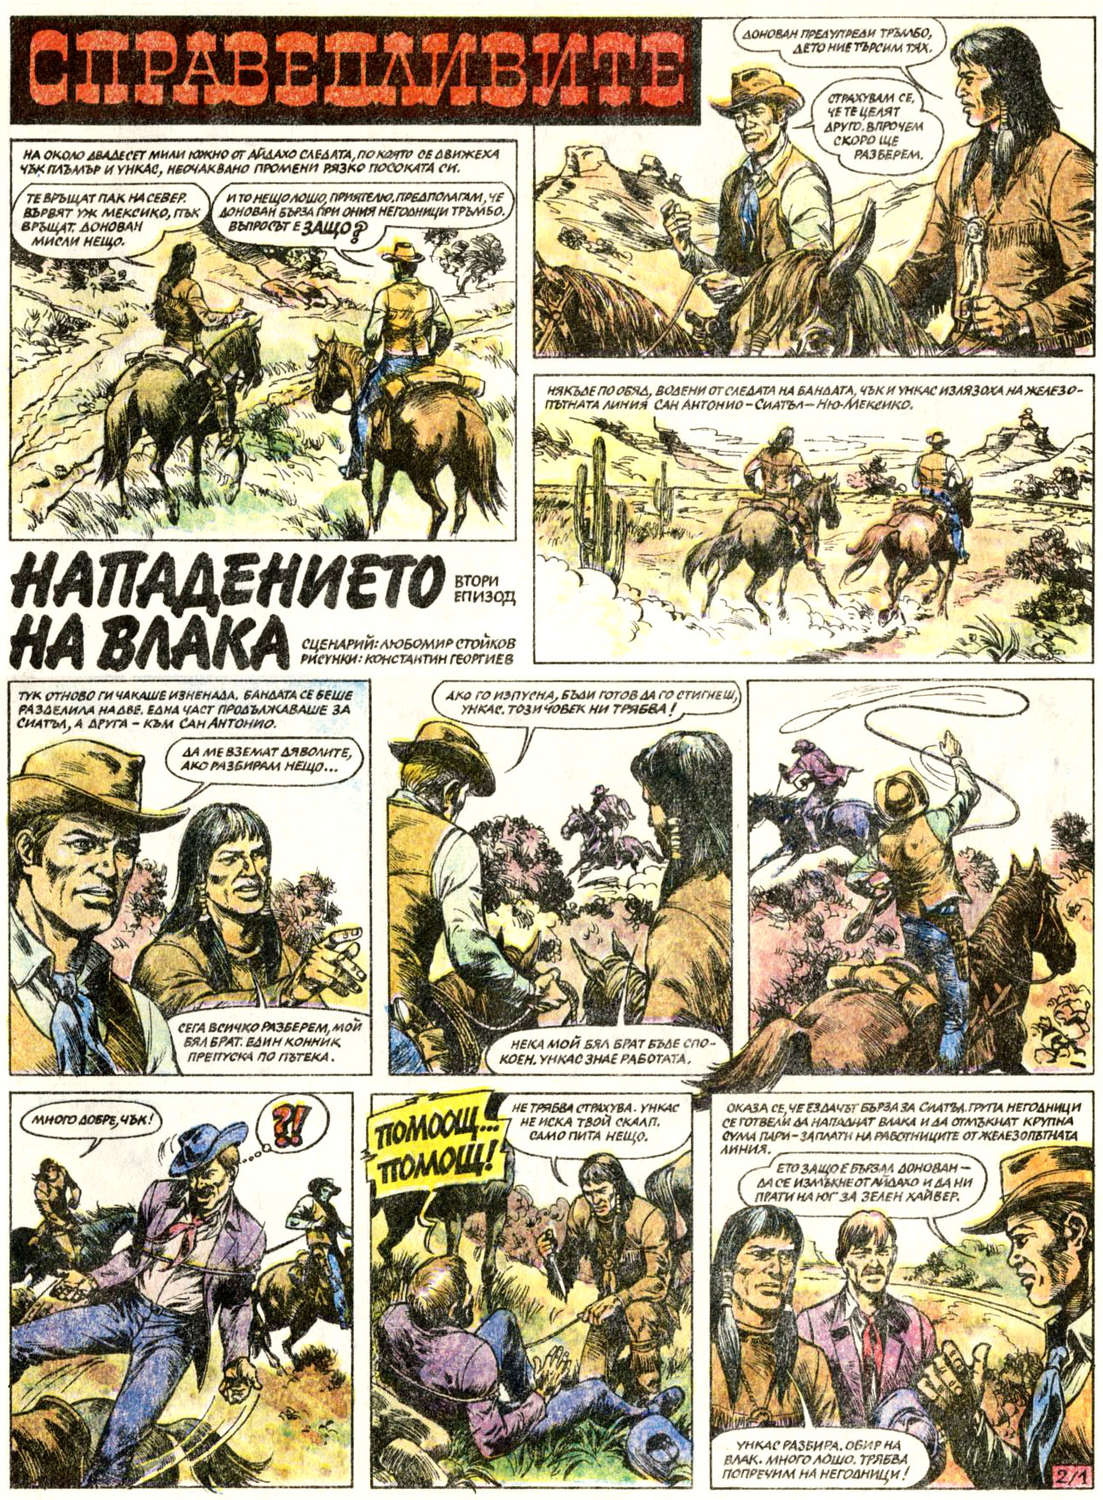 СПРАВЕДЛИВИТЕ
НА ОКОЛО ДВАДЕСЕТ МИЛИ ЮЖНО ОТ АЙДАХО СЛЕДАТА, ПО КОЯТО СЕ ДВИЖЕХА
ЧЪК ПЛЪМЪР И УНКАС, НЕОЧАКВАНО ПРОМЕНИ РЯЗКО ПОСОКАТА СИ.
ТЕ ВРЪЩАТ ПАК НА СЕВЕР.
ВЪРВЯТ УЖ МЕКСИКО, ПЪК
ВРЪЩАТ. ДОНОВАН
МИСЛИ НЕЩО.
И ТО НЕЩО ЛОШО, ПРИЯТЕЛЮ. ПРЕДПОЛАГАМ, ЧЕ
ДОНОВАН БЪРЗА ПРИ ОНИЯ НЕГОДНИЦИ ТРЪМБО.
ВЪПРОСЪТ Е ЗАЩО?
ДОНОВАН ПРЕДУПРЕДИ ТРЪМБО,
ДЕТО НИЕ ТЪРСИМ ТЯХ.
СТРАХУВАМ СЕ,
ЧЕ ТЕ ЦЕЛЯТ
ДРУГО. ВПРОЧЕМ
СКОРО ЩЕ
РАЗБЕРЕМ.
НЯКЪДЕ ПО ОБЯД, ВОДЕНИ ОТ СЛЕДАТА НА БАНДАТА, ЧЪК И УНКАС ИЗЛЯЗОХА НА ЖЕЛЕЗО-
ПЪТНАТА ЛИНИЯ САН АНТОНИО-СИАТЪЛ-НЮ-МЕКСИКО.
НАПАДЕНИЕТО
НА ВЛАКА
ВТОРИ
ЕПИЗОД
СЦЕНАРИЙ: ЛЮБОМИР СТОЙКОВ
РИСУНКИ: КОНСТАНТИН ГЕОРГИЕВ
ТУК ОТНОВО ГИ ЧАКАШЕ ИЗНЕНАДА. БАНДАТА СЕ БЕШЕ
РАЗДЕЛИЛА НА ДВЕ. ЕДНА ЧАСТ ПРОДЪЛЖАВАШЕ ЗА
СИАТЪЛ, А ДРУГА - КЪМ САН АНТОНИО.
ДА МЕ ВЗЕМАТ ДЯВОЛИТЕ,
АКО РАЗБИРАМ НЕЩО...
СЕГА ВСИЧКО РАЗБЕРЕМ, МОЙ
БЯЛ БРАТ. ЕДИН КОННИК
ПРЕПУСКА ПО ПЪТЕКА.
АКО ГО ИЗПУСНА, БЪДИ ГОТОВ ДА ГО СТИГНЕШ,
УНКАС. ТОЗИ ЧОВЕК НИ ТРЯБВА!
НЕКА МОЙ БЯЛ БРАТ БЪДЕ СПО-
КОЕН. УНКАС ЗНАЕ РАБОТАТА.
МНОГО ДОБРЕ, ЧЪК!
?!
ПОМООЩ...
ПОМОЩ!
НЕ ТРЯБВА СТРАХУВА. УНКАС
НЕ ИСКА ТВОЙ СКАЛП.
САМО ПИТА НЕЩО.
ОКАЗА СЕ, ЧЕ ЕЗДАЧЪТ БЪРЗА ЗА СИАТЪЛ. ГРУПА НЕГОДНИЦИ
СЕ ГОТВЕЛИ ДА НАПАДНАТ ВЛАКА И ДА ОТМЪКНАТ КРУПНА
СУМА ПАРИ - ЗАПЛАТИ НА РАБОТНИЦИТЕ ОТ ЖЕЛЕЗОПЪТНАТА
ЛИНИЯ.
ЕТО ЗАЩО Е БЪРЗАЛ ДОНОВАН -
ДА СЕ ИЗМЪКНЕ ОТ АЙДАХО И ДА НИ
ПРАТИ НА ЮГ ЗА ЗЕЛЕН ХАЙВЕР.
УНКАС РАЗБИРА. ОБИР НА
ВЛАК. МНОГО ЛОШО. ТРЯБВА
ПОПРЕЧИМ НА НЕГОДНИЦИ!
2/1